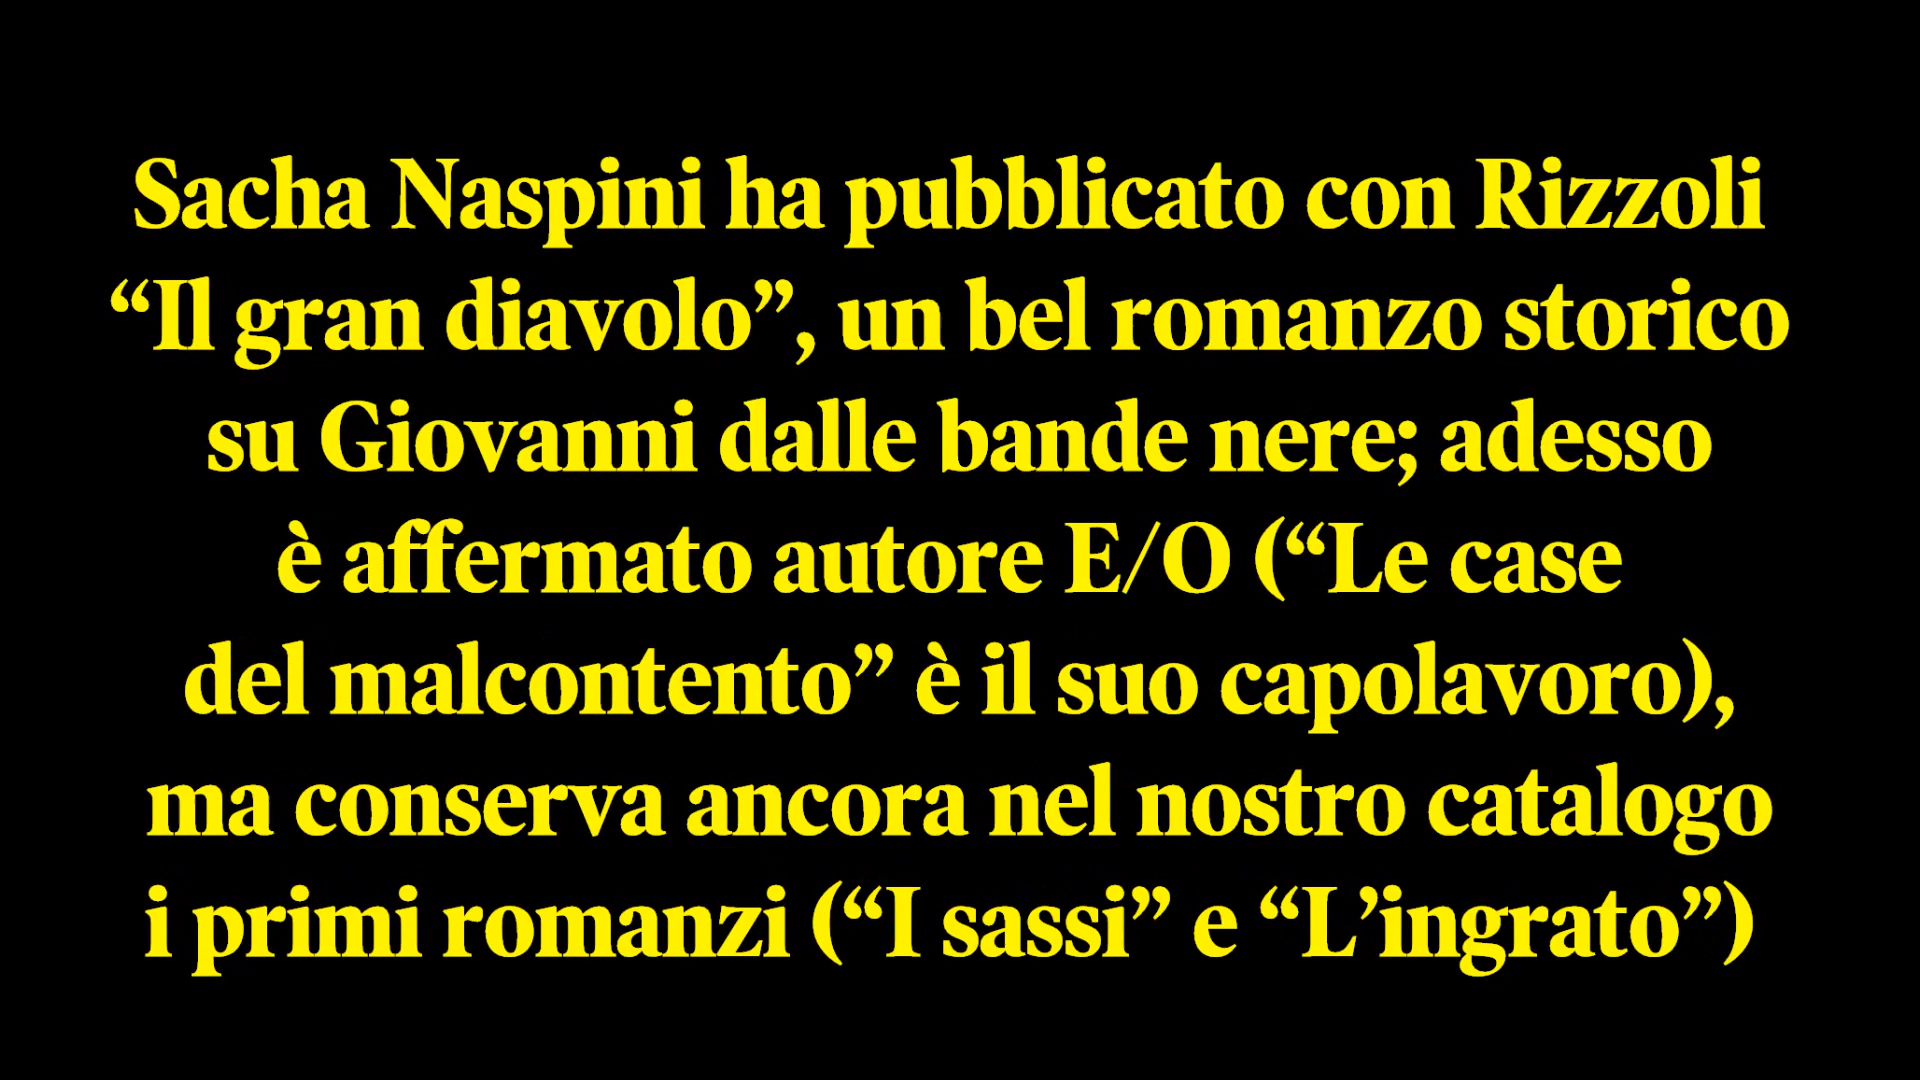 Sacha Naspini ha pubblicato con Rizzoli
“Il gran diavolo”, un bel romanzo storico
su Giovanni dalle bande nere; adesso
è affermato autore E/O (“Le case
del malcontento” è il suo capolavoro),
ma conserva ancora nel nostro catalogo
i primi romanzi (“I sassi” e “L’ingrato”)